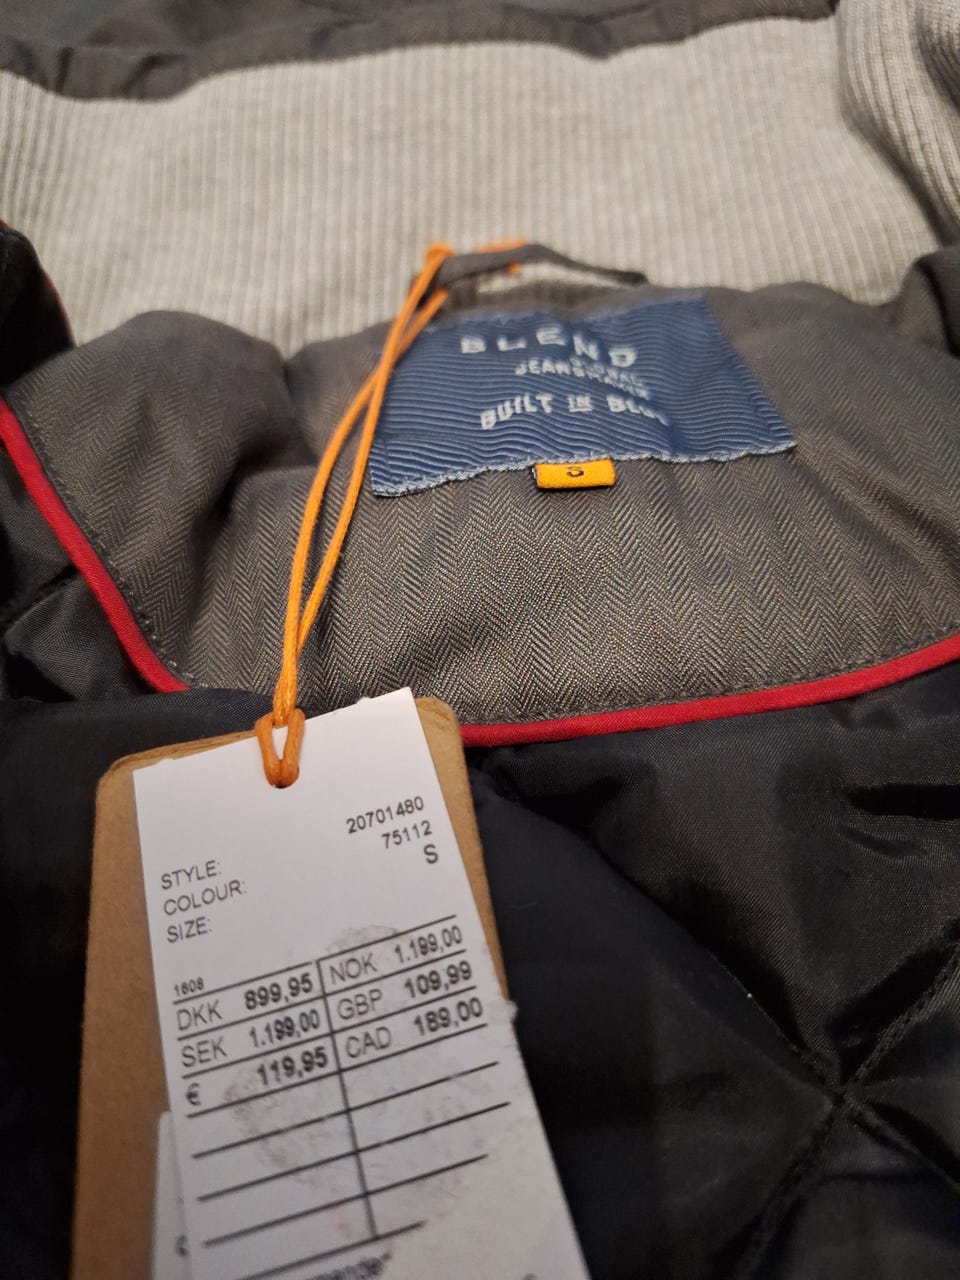 BLEND
GLOBAL
JEANSWEAR
BUILT IN BLUE
S
STYLE: 20701480
COLOUR: 75112
SIZE: S
1608
DKK 899,95 NOK 1.199,00
SEK 1.199,00 GBP 109,99
€ 119,95 CAD 189,00